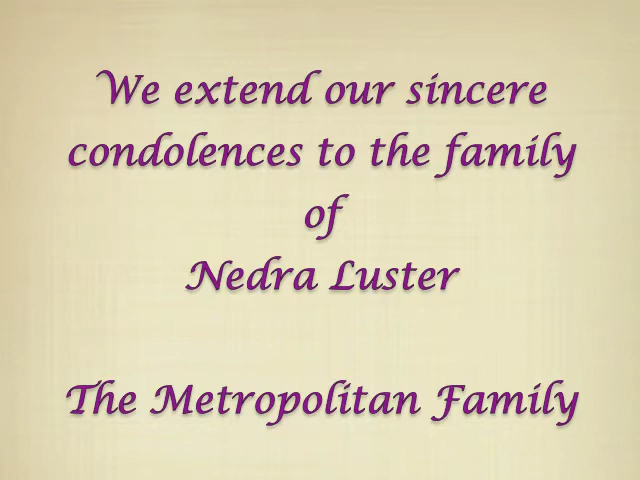 We extend our sincere
condolences to the family
of
Nedra Luster
The Metropolitan Family